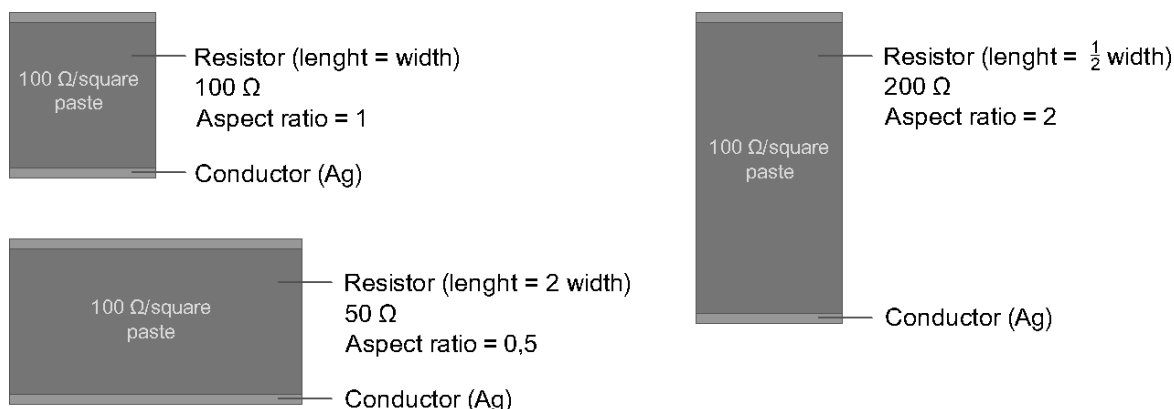 100 Ω/square
paste
Resistor (lenght = width)
100 Ω
Aspect ratio = 1
Conductor (Ag)
100 Ω/square
paste
Resistor (lenght = 2 width)
50 Ω
Aspect ratio = 0,5
Conductor (Ag)
100 Ω/square
paste
Resistor (lenght = 1/2 width)
200 Ω
Aspect ratio = 2
Conductor (Ag)